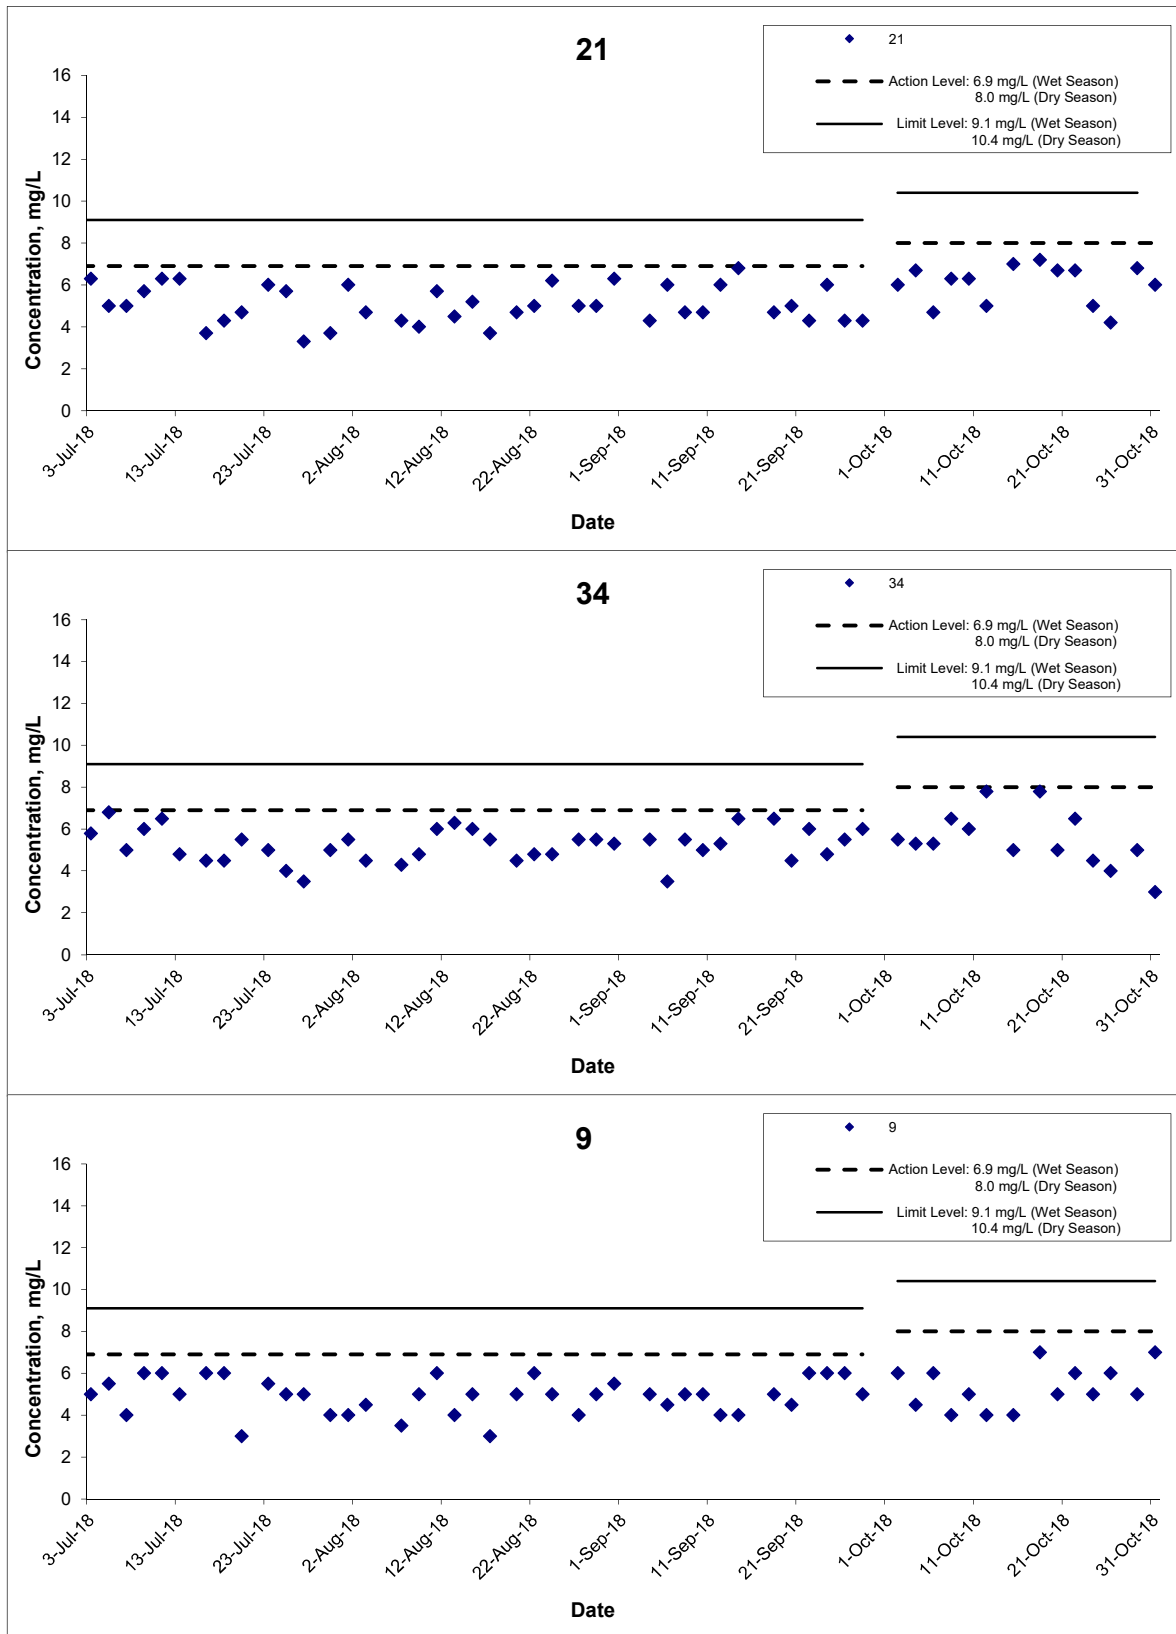 21
21
Action Level: 6.9 mg/L (Wet Season)
8.0 mg/L (Dry Season)
Limit Level: 9.1 mg/L (Wet Season)
10.4 mg/L (Dry Season)
Concentration, mg/L
16
14
12
10
8
6
4
2
0
3-Jul-18
13-Jul-18
23-Jul-18
2-Aug-18
12-Aug-18
22-Aug-18
1-Sep-18
11-Sep-18
21-Sep-18
1-Oct-18
11-Oct-18
21-Oct-18
31-Oct-18
Date
34
34
Action Level: 6.9 mg/L (Wet Season)
8.0 mg/L (Dry Season)
Limit Level: 9.1 mg/L (Wet Season)
10.4 mg/L (Dry Season)
Concentration, mg/L
16
14
12
10
8
6
4
2
0
3-Jul-18
13-Jul-18
23-Jul-18
2-Aug-18
12-Aug-18
22-Aug-18
1-Sep-18
11-Sep-18
21-Sep-18
1-Oct-18
11-Oct-18
21-Oct-18
31-Oct-18
Date
9
9
Action Level: 6.9 mg/L (Wet Season)
8.0 mg/L (Dry Season)
Limit Level: 9.1 mg/L (Wet Season)
10.4 mg/L (Dry Season)
Concentration, mg/L
16
14
12
10
8
6
4
2
0
3-Jul-18
13-Jul-18
23-Jul-18
2-Aug-18
12-Aug-18
22-Aug-18
1-Sep-18
11-Sep-18
21-Sep-18
1-Oct-18
11-Oct-18
21-Oct-18
31-Oct-18
Date